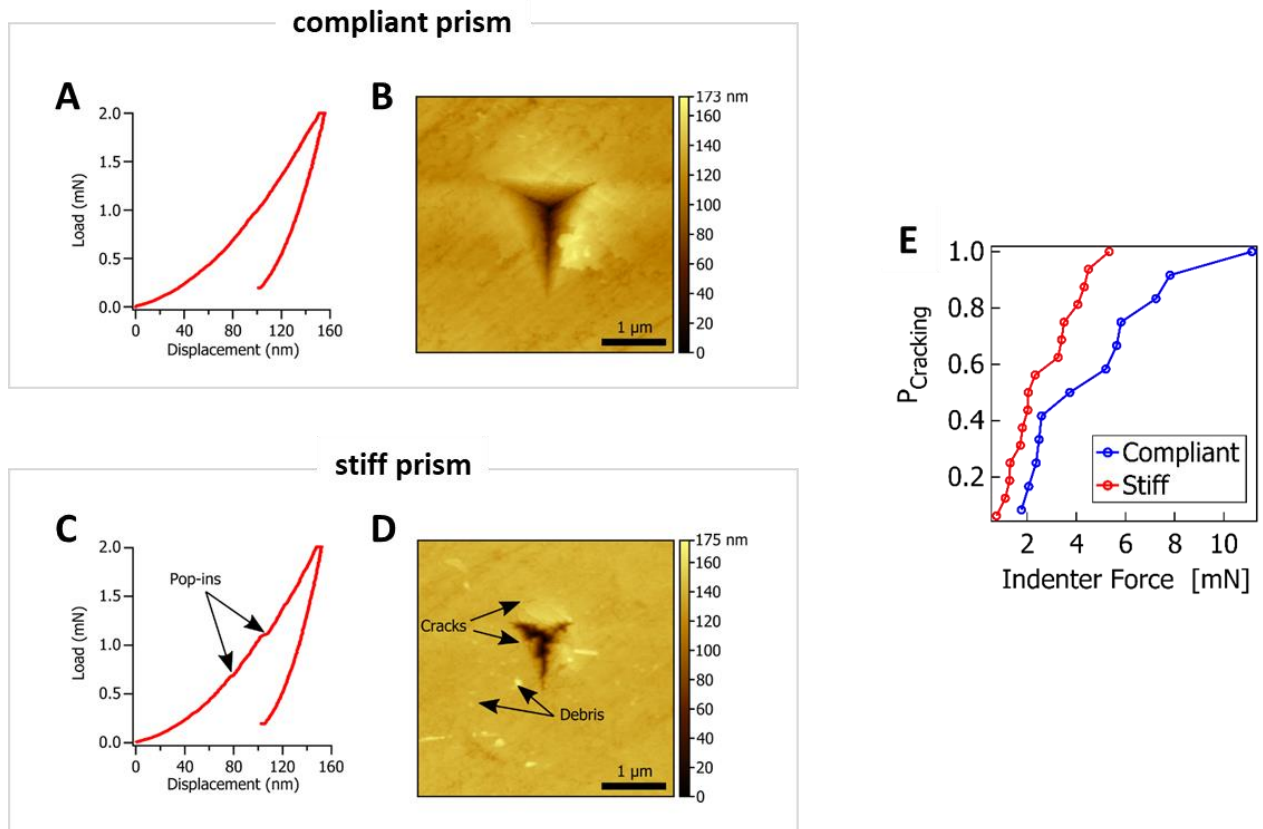 compliant prism
A
2.0
1.5
1.0
0.5
0.0
Load (mN)
0 40 80 120 160
Displacement (nm)
B
173 nm
160
140
120
100
80
60
40
20
0
1 µm
stiff prism
C
2.0
1.5
1.0
0.5
0.0
Load (mN)
Pop-ins
0 40 80 120 160
Displacement (nm)
D
175 nm
160
140
120
100
80
60
40
20
0
Cracks
Debris
1 µm
E
1.0
0.8
0.6
0.4
0.2
PCracking
Compliant
Stiff
2 4 6 8 10
Indenter Force [mN]